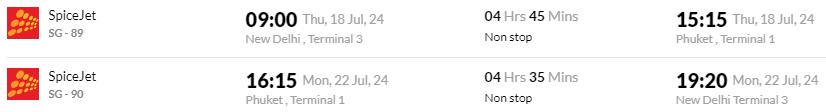 SpiceJet 09:00 Thu, 18 Jul, 24 04 Hrs 45 Mins 15:15 Thu, 18 Jul, 24
SG - 89 New Delhi , Terminal 3 Non stop Phuket , Terminal 1
SpiceJet 16:15 Mon, 22 Jul, 24 04 Hrs 35 Mins 19:20 Mon, 22 Jul, 24
SG - 90 Phuket , Terminal 1 Non stop New Delhi Terminal 3